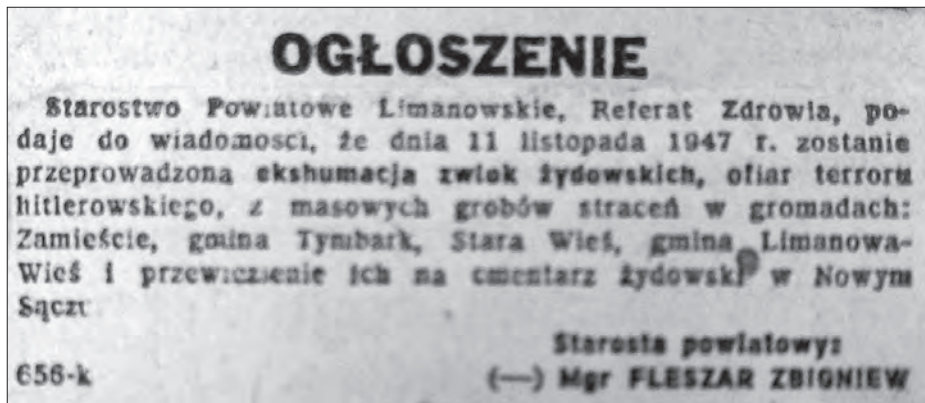 OGŁOSZENIE
Starostwo Powiatowe Limanowskie, Referat Zdrowia, po-
daje do wiadomosci, że dnia 11 listopada 1947 r. zostanie
przeprowadzoną ekshumacja zwłok żydowskich, ofiar terroru
hitlerowskiego, z masowych grobów straceń w gromadach:
Zamieście, gmina Tymbark, Stara Wieś, gmina Limanowa-
Wieś i przewiezienie ich na cmentarz żydowski w Nowym
Sączu
Starosta powiatowy:
656-k (—) Mgr FLESZAR ZBIGNIEW